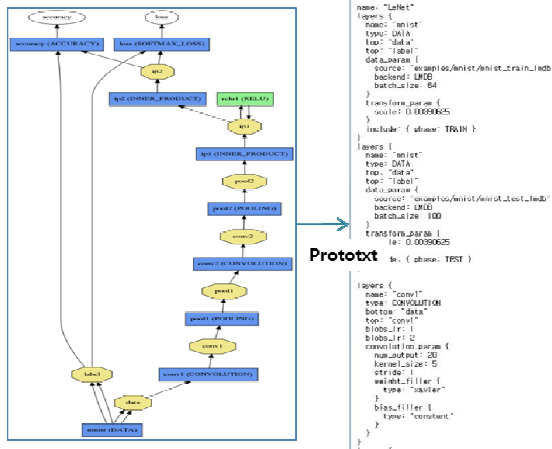 accuracy
loss
accuracy (ACCURACY)
loss (SOFTMAX_LOSS)
ip2
ip2 (INNER_PRODUCT)
relu1 (RELU)
ip1
ip1 (INNER_PRODUCT)
pool2
pool2 (POOLING)
conv2
conv2 (CONVOLUTION)
pool1
pool1 (POOLING)
conv1
conv1 (CONVOLUTION)
label
data
mnist (DATA)
Prototxt
name: "LeNet"
layers {
name: "mnist"
type: DATA
top: "data"
top: "label"
data_param {
source: "examples/mnist/mnist_train_lmdb
backend: LMDB
batch_size: 64
}
transform_param {
scale: 0.00390625
}
include: { phase: TRAIN }
}
layers {
name: "mnist"
type: DATA
top: "data"
top: "label"
data_param {
source: "examples/mnist/mnist_test_lmdb"
backend: LMDB
batch_size: 100
}
transform_param {
le: 0.00390625
de: { phase: TEST }
layers {
name: "conv1"
type: CONVOLUTION
bottom: "data"
top: "conv1"
blobs_lr: 1
blobs_lr: 2
convolution_param {
num_output: 20
kernel_size: 5
stride: 1
weight_filler {
type: "xavier"
}
bias_filler {
type: "constant"
}
}
}